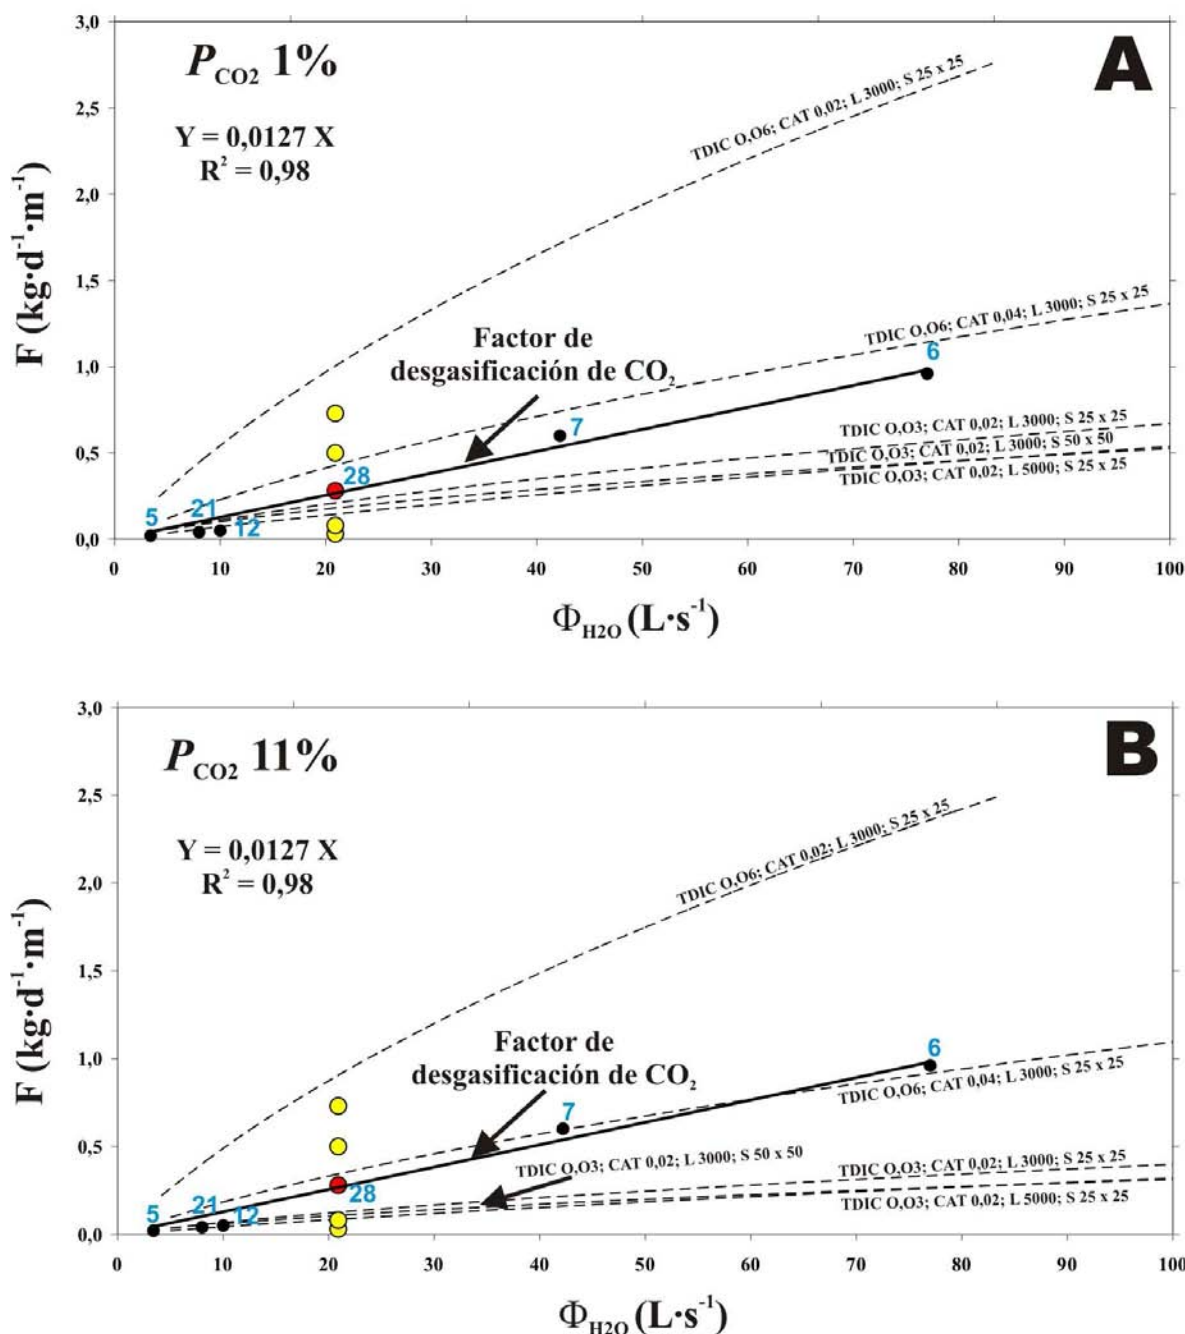 3,0
2,5
2,0
1,5
1,0
0,5
0,0
F (kg·d⁻¹·m⁻¹)
P CO2 1%
Y = 0,0127 X
R² = 0,98
A
TDIC O,O6; CAT 0,02; L 3000; S 25 x 25
TDIC O,O6; CAT 0,04; L 3000; S 25 x 25
Factor de
desgasificación de CO₂
6
7
TDIC O,O3; CAT 0,02; L 3000; S 25 x 25
TDIC O,O3; CAT 0,02; L 3000; S 50 x 50
TDIC O,O3; CAT 0,02; L 5000; S 25 x 25
28
5
21
12
0 10 20 30 40 50 60 70 80 90 100
Φ H2O (L·s⁻¹)
3,0
2,5
2,0
1,5
1,0
0,5
0,0
F (kg·d⁻¹·m⁻¹)
P CO2 11%
Y = 0,0127 X
R² = 0,98
B
TDIC O,O6; CAT 0,02; L 3000; S 25 x 25
Factor de
desgasificación de CO₂
6
TDIC O,O6; CAT 0,04; L 3000; S 25 x 25
7
TDIC O,O3; CAT 0,02; L 3000; S 50 x 50
TDIC O,O3; CAT 0,02; L 3000; S 25 x 25
TDIC O,O3; CAT 0,02; L 5000; S 25 x 25
28
5
21
12
0 10 20 30 40 50 60 70 80 90 100
Φ H2O (L·s⁻¹)